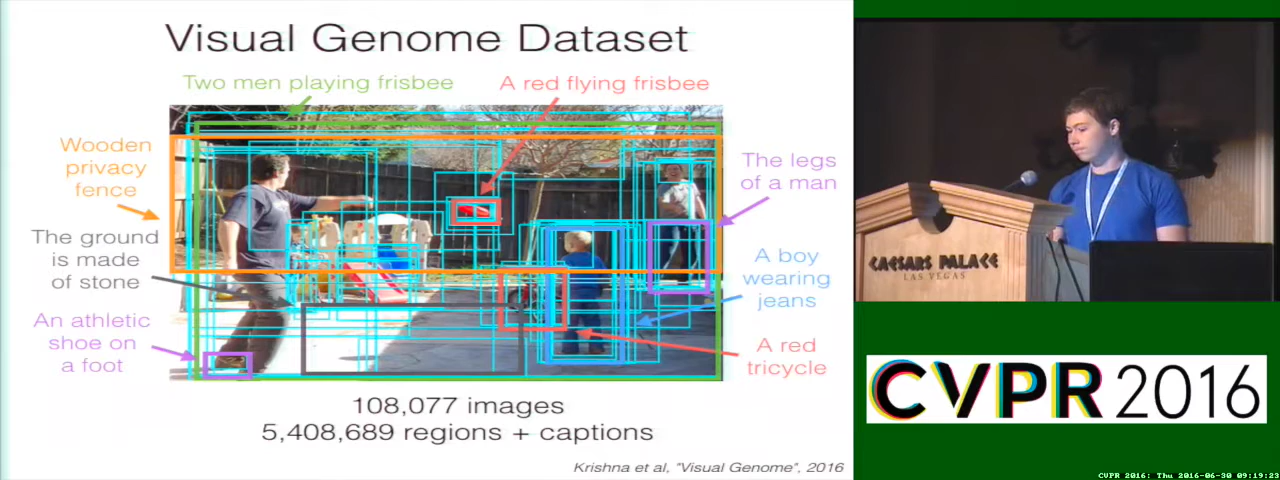 Visual Genome Dataset
Two men playing frisbee
A red flying frisbee
Wooden
privacy
fence
The legs
of a man
The ground
is made
of stone
A boy
wearing
jeans
An athletic
shoe on
a foot
A red
tricycle
108,077 images
5,408,689 regions + captions
Krishna et al, "Visual Genome", 2016
CAESARS PALACE
LAS VEGAS
CVPR 2016
CVPR 2016: Thu 2016-06-30 09:19:23